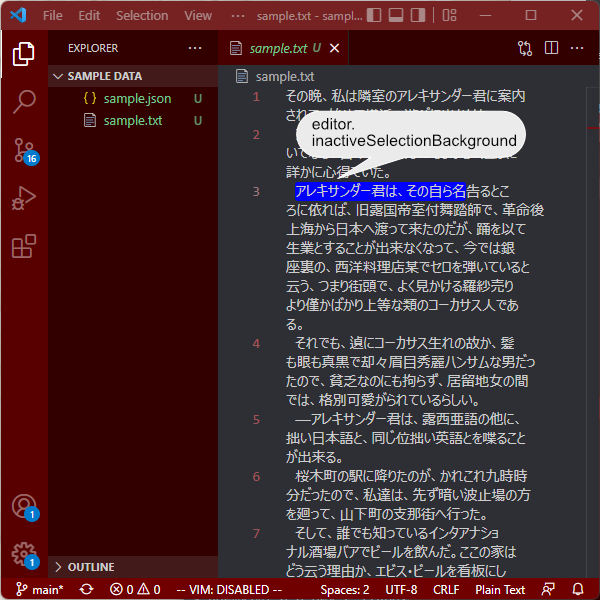 File Edit Selection View ··· sample.txt - sampl...
EXPLORER ···
sample.txt U
SAMPLE DATA
sample.txt
{ } sample.json U
sample.txt U
1 その晩、私は隣室のアレキサンダー君に案内
editor.
inactiveSelectionBackground
2
詳かに心得ていた。
3 アレキサンダー君は、その自ら名告るとこ
ろに依れば、旧露国帝室付舞踏師で、革命後
上海から日本へ渡って来たのだが、踊を以て
生業とすることが出来なくなって、今では銀
座裏の、西洋料理店某でセロを弾いていると
云う、つまり街頭で、よく見かける羅紗売り
より僅かばかり上等な類のコーカサス人であ
る。
4 それでも、遉にコーカサス生れの故か、髪
も眼も真黒で却々眉目秀麗ハンサムな男だっ
たので、貧乏なのにも拘らず、居留地女の間
では、格別可愛がられているらしい。
5 ―アレキサンダー君は、露西亜語の他に、
拙い日本語と、同じ位拙い英語とを喋ること
が出来る。
6 桜木町の駅に降りたのが、かれこれ九時時
分だったので、私達は、先ず暗い波止場の方
を廻って、山下町の支那街へ行った。
7 そして、誰でも知っているインタアナショ
ナル酒場バアでビールを飲んだ。ここの家は
どう云う理由か、エビス・ビールを看板にし
16
1
1
OUTLINE
main* 0 0 -- VIM: DISABLED -- Spaces: 2 UTF-8 CRLF Plain Text